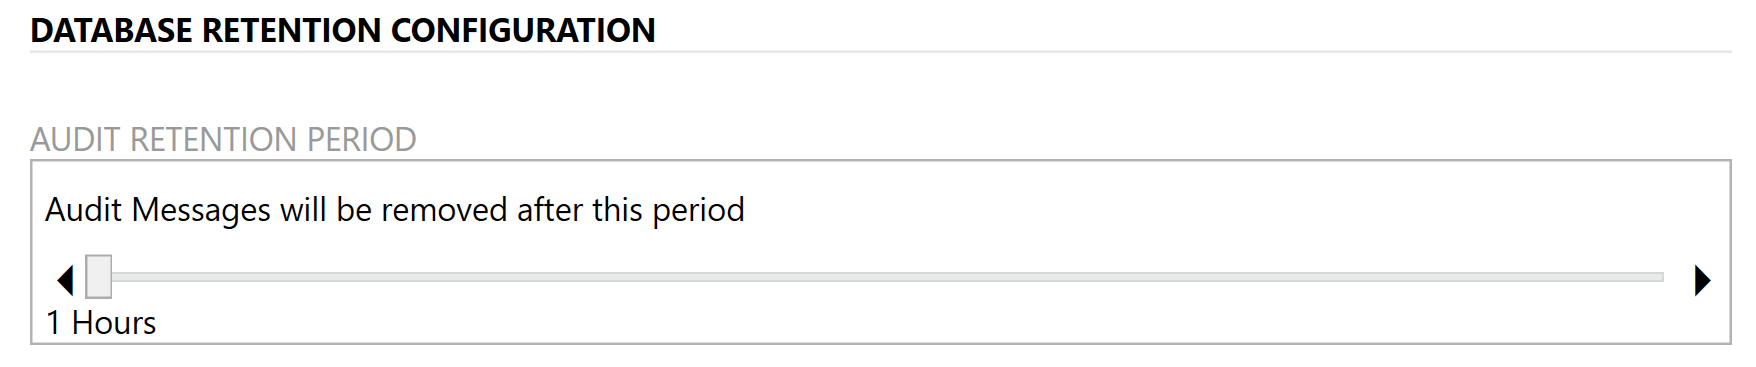 DATABASE RETENTION CONFIGURATION
AUDIT RETENTION PERIOD
Audit Messages will be removed after this period
1 Hours